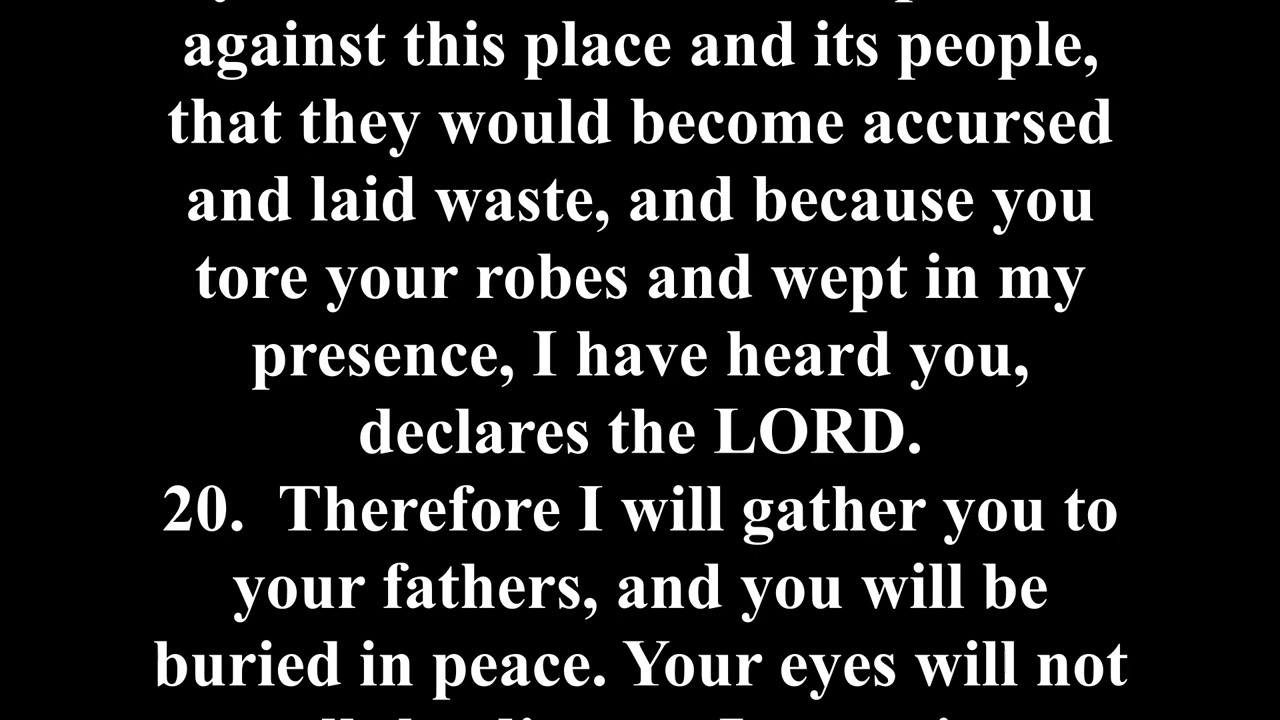 against this place and its people,
that they would become accursed
and laid waste, and because you
tore your robes and wept in my
presence, I have heard you,
declares the LORD.
20.  Therefore I will gather you to
your fathers, and you will be
buried in peace. Your eyes will not